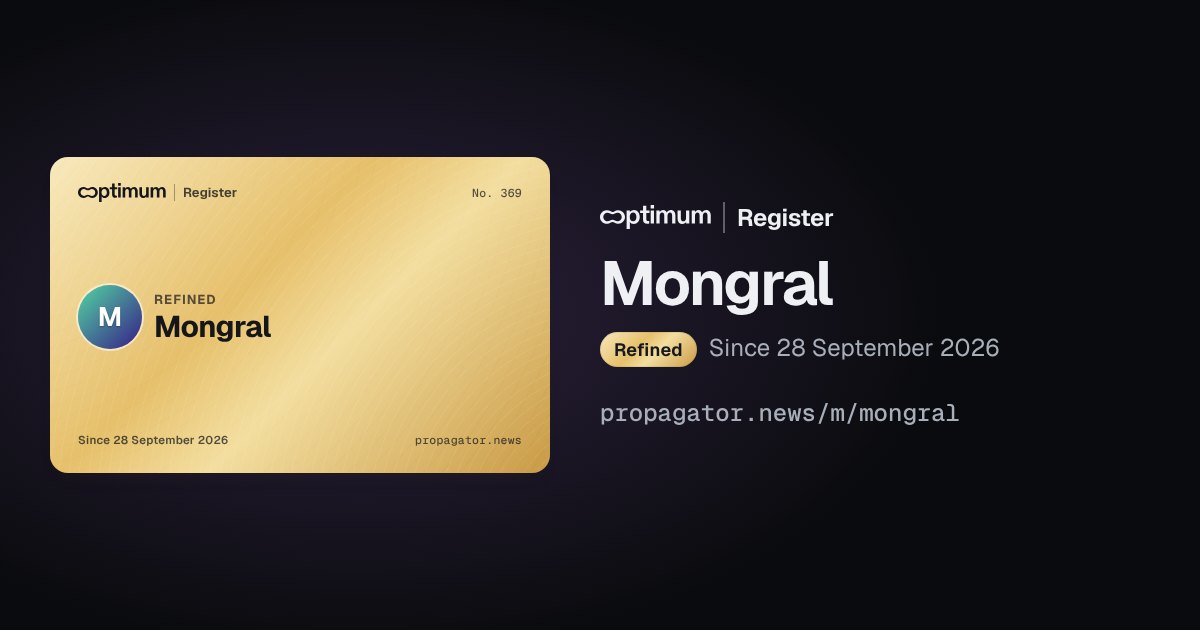 optimum | Register
No. 369
M
REFINED
Mongral
Since 28 September 2026
propagator.news
optimum | Register
Mongral
Refined
Since 28 September 2026
propagator.news/m/mongral